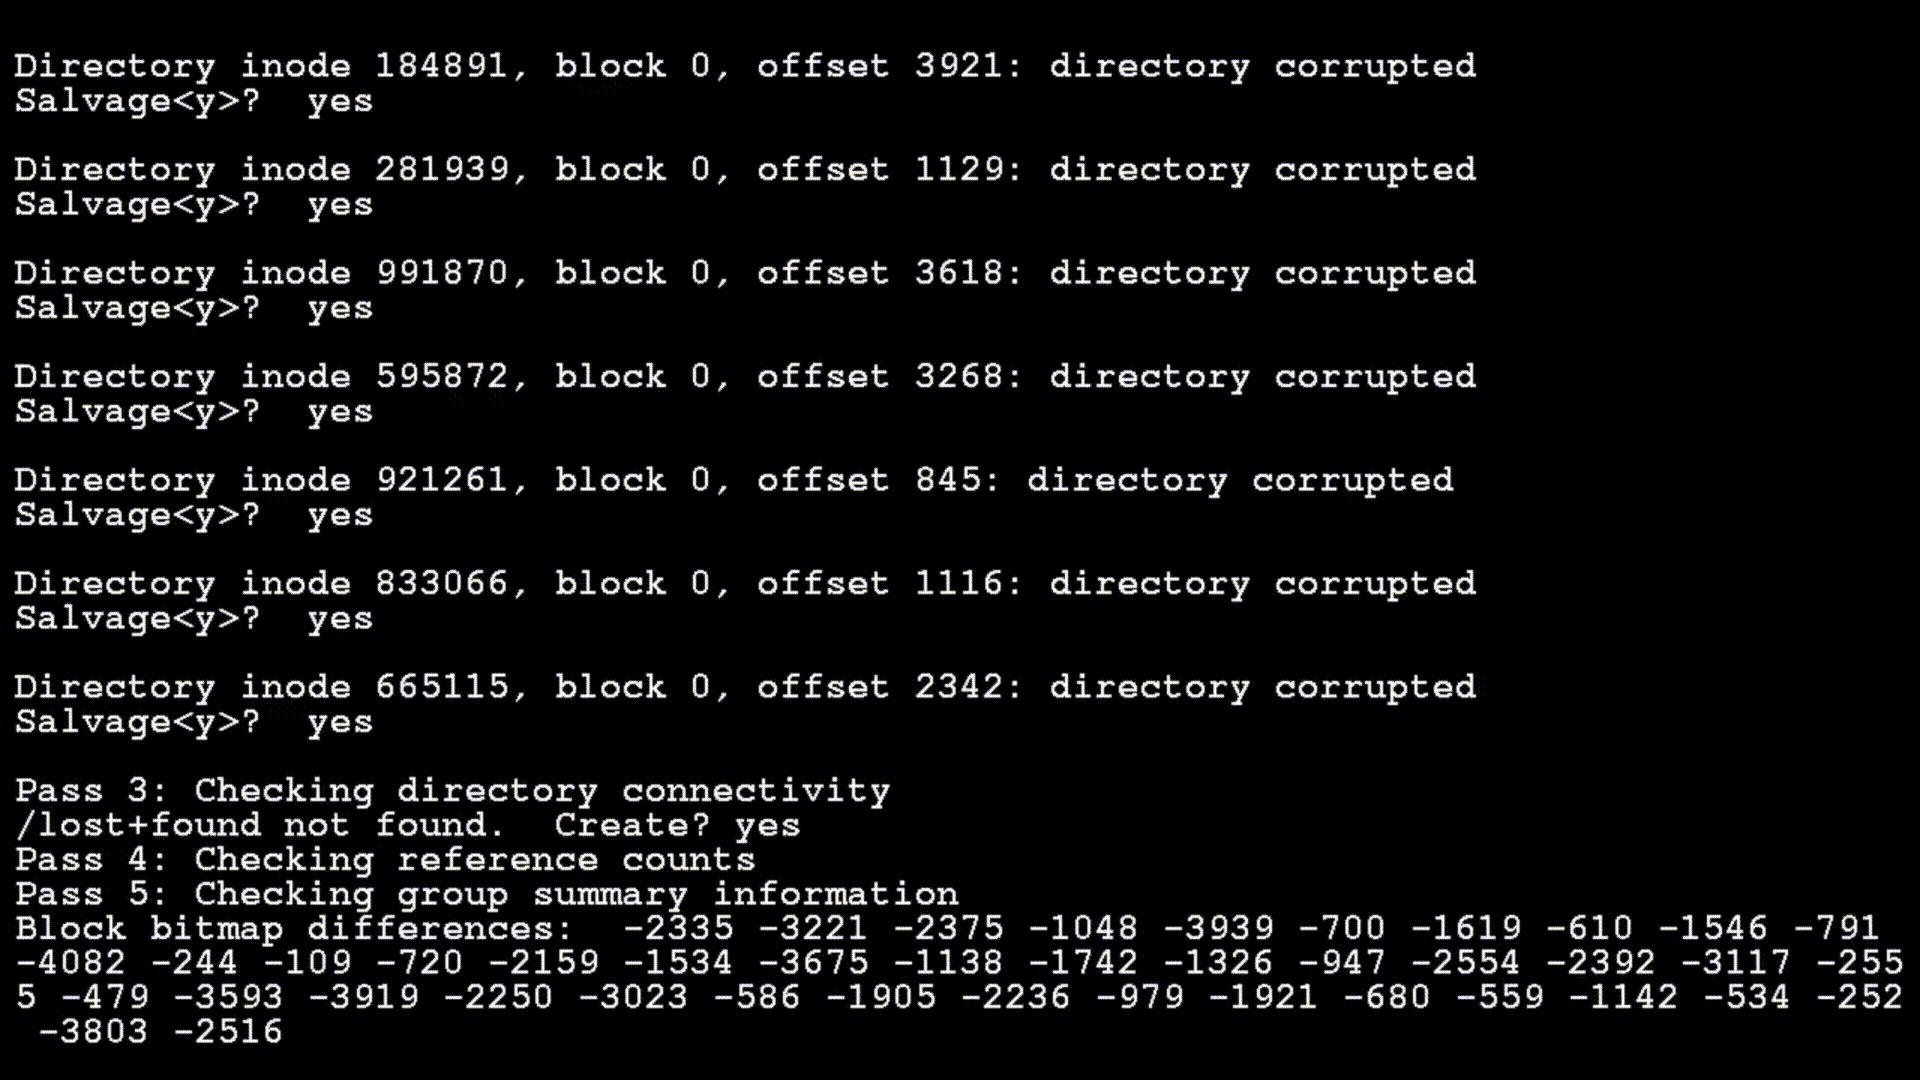 Directory inode 184891, block 0, offset 3921: directory corrupted
Salvage<y>?  yes
Directory inode 281939, block 0, offset 1129: directory corrupted
Salvage<y>?  yes
Directory inode 991870, block 0, offset 3618: directory corrupted
Salvage<y>?  yes
Directory inode 595872, block 0, offset 3268: directory corrupted
Salvage<y>?  yes
Directory inode 921261, block 0, offset 845: directory corrupted
Salvage<y>?  yes
Directory inode 833066, block 0, offset 1116: directory corrupted
Salvage<y>?  yes
Directory inode 665115, block 0, offset 2342: directory corrupted
Salvage<y>?  yes
Pass 3: Checking directory connectivity
/lost+found not found.  Create? yes
Pass 4: Checking reference counts
Pass 5: Checking group summary information
Block bitmap differences:  -2335 -3221 -2375 -1048 -3939 -700 -1619 -610 -1546 -791
-4082 -244 -109 -720 -2159 -1534 -3675 -1138 -1742 -1326 -947 -2554 -2392 -3117 -255
5 -479 -3593 -3919 -2250 -3023 -586 -1905 -2236 -979 -1921 -680 -559 -1142 -534 -252
-3803 -2516